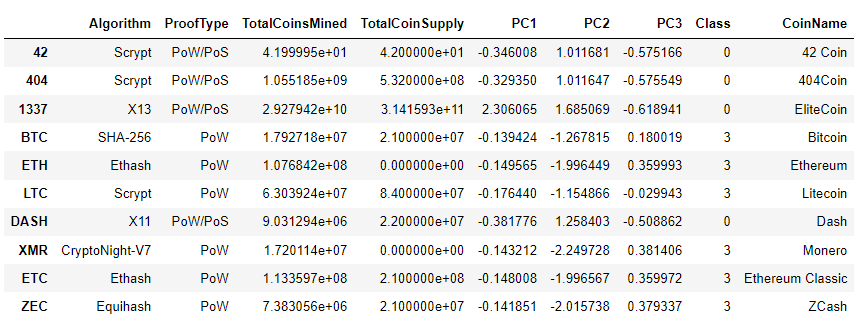 Algorithm ProofType TotalCoinsMined TotalCoinSupply PC1 PC2 PC3 Class CoinName
42 Scrypt PoW/PoS 4.199995e+01 4.200000e+01 -0.346008 1.011681 -0.575166 0 42 Coin
404 Scrypt PoW/PoS 1.055185e+09 5.320000e+08 -0.329350 1.011647 -0.575549 0 404Coin
1337 X13 PoW/PoS 2.927942e+10 3.141593e+11 2.306065 1.685069 -0.618941 0 EliteCoin
BTC SHA-256 PoW 1.792718e+07 2.100000e+07 -0.139424 -1.267815 0.180019 3 Bitcoin
ETH Ethash PoW 1.076842e+08 0.000000e+00 -0.149565 -1.996449 0.359993 3 Ethereum
LTC Scrypt PoW 6.303924e+07 8.400000e+07 -0.176440 -1.154866 -0.029943 3 Litecoin
DASH X11 PoW/PoS 9.031294e+06 2.200000e+07 -0.381776 1.258403 -0.508862 0 Dash
XMR CryptoNight-V7 PoW 1.720114e+07 0.000000e+00 -0.143212 -2.249728 0.381406 3 Monero
ETC Ethash PoW 1.133597e+08 2.100000e+08 -0.148008 -1.996567 0.359972 3 Ethereum Classic
ZEC Equihash PoW 7.383056e+06 2.100000e+07 -0.141851 -2.015738 0.379337 3 ZCash